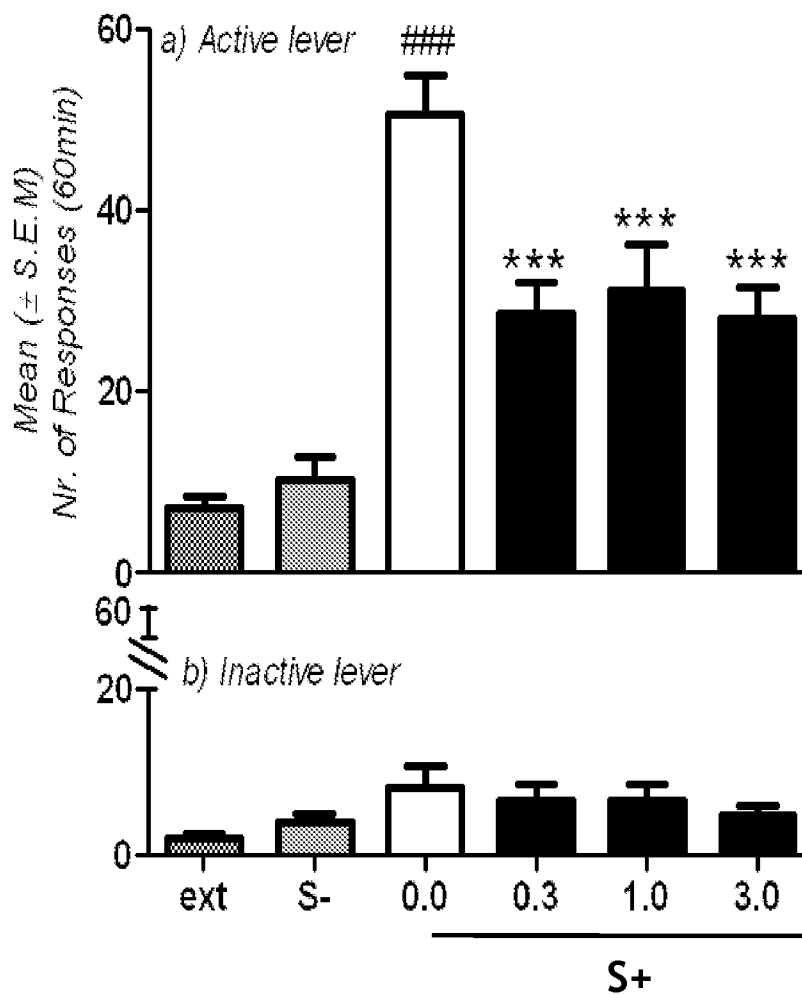 60
a) Active lever
###
Mean (± S.E.M)
Nr. of Responses (60min)
40
***
***
***
20
0
60
b) Inactive lever
20
0
ext S- 0.0 0.3 1.0 3.0
S+